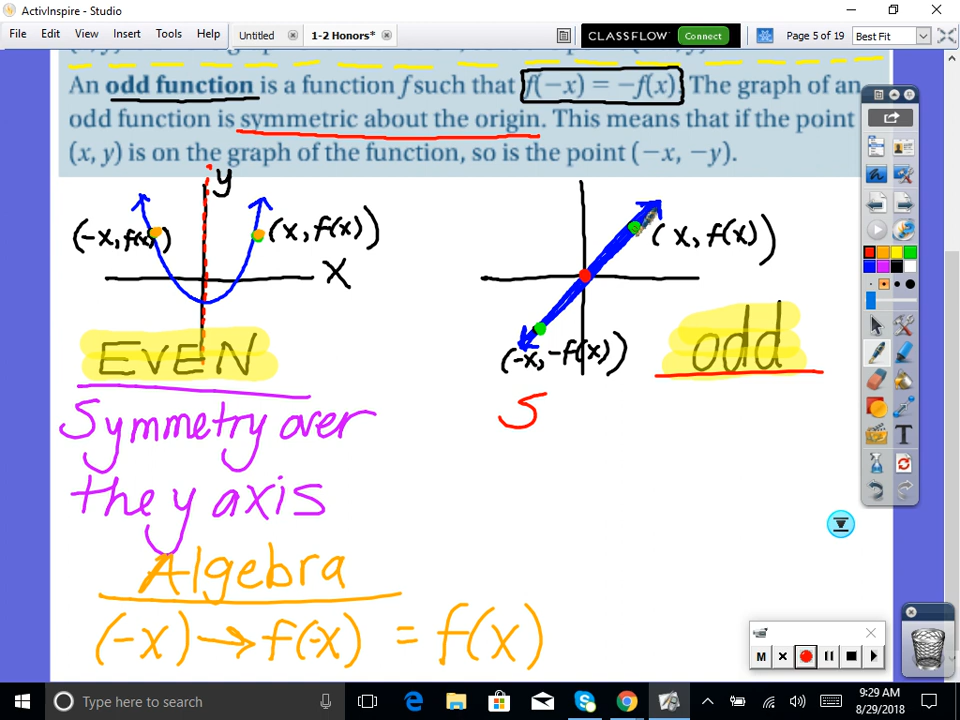 ActivInspire - Studio
File Edit View Insert Tools Help Untitled 1-2 Honors* CLASSFLOW Connect Page 5 of 19 Best Fit
An odd function is a function f such that f(−x) = −f(x). The graph of an
odd function is symmetric about the origin. This means that if the point
(x, y) is on the graph of the function, so is the point (−x, −y).
y
(-x, f(x)) (x, f(x)) (x, f(x))
x
EVEN (-x, -f(x)) odd
Symmetry over S
the y axis
Algebra
(-x) → f(-x) = f(x)
M
Type here to search
9:29 AM
8/29/2018